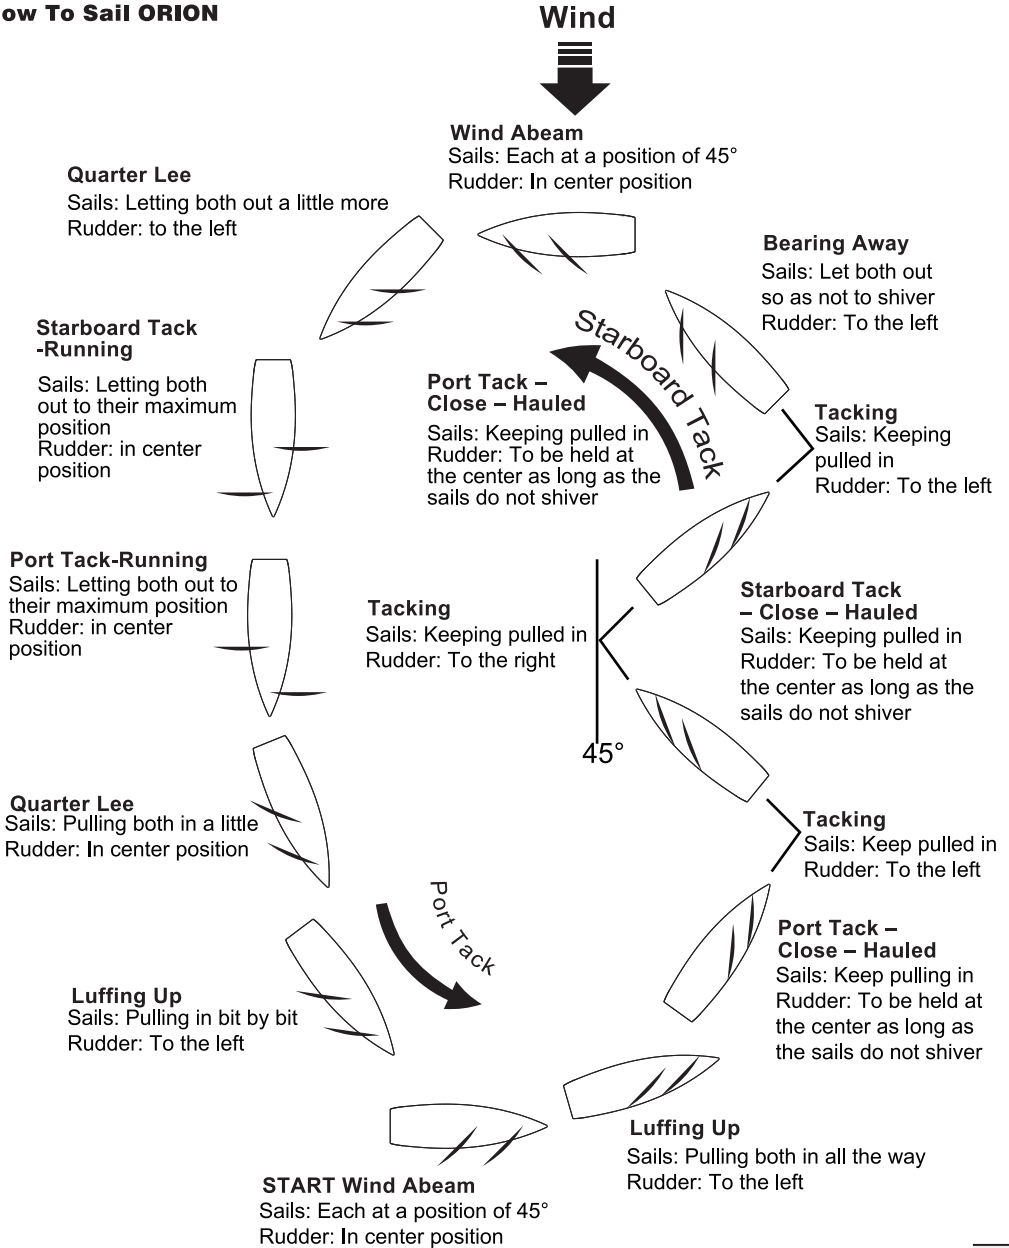 ow To Sail ORION
Wind
Wind Abeam
Sails: Each at a position of 45°
Rudder: In center position
Quarter Lee
Sails: Letting both out a little more
Rudder: to the left
Bearing Away
Sails: Let both out
so as not to shiver
Rudder: To the left
Starboard Tack
-Running
Sails: Letting both
out to their maximum
position
Rudder: in center
position
Starboard Tack
Port Tack –
Close – Hauled
Sails: Keeping pulled in
Rudder: To be held at
the center as long as the
sails do not shiver
Tacking
Sails: Keeping
pulled in
Rudder: To the left
Port Tack-Running
Sails: Letting both out to
their maximum position
Rudder: in center
position
Tacking
Sails: Keeping pulled in
Rudder: To the right
Starboard Tack
– Close – Hauled
Sails: Keeping pulled in
Rudder: To be held at
the center as long as the
sails do not shiver
45°
Quarter Lee
Sails: Pulling both in a little
Rudder: In center position
Tacking
Sails: Keep pulled in
Rudder: To the left
Port Tack
Port Tack –
Close – Hauled
Sails: Keep pulling in
Rudder: To be held at
the center as long as
the sails do not shiver
Luffing Up
Sails: Pulling in bit by bit
Rudder: To the left
Luffing Up
Sails: Pulling both in all the way
Rudder: To the left
START Wind Abeam
Sails: Each at a position of 45°
Rudder: In center position